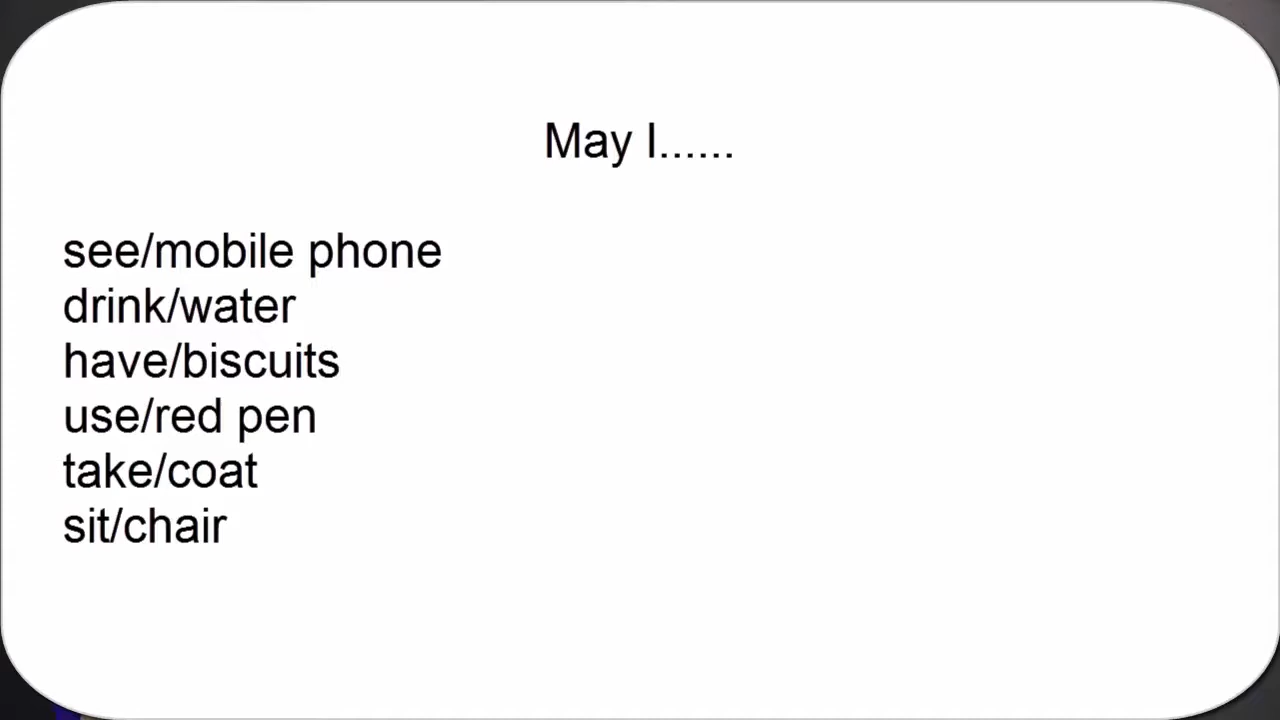 May I......
see/mobile phone
drink/water
have/biscuits
use/red pen
take/coat
sit/chair